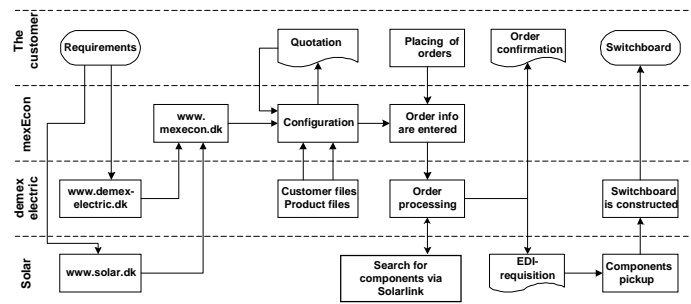 The
customer
Requirements
Quotation
Placing of
orders
Order
confirmation
Switchboard
mexEcon
www.
mexecon.dk
Configuration
Order info
are entered
demex
electric
www.demex-
electric.dk
Customer files
Product files
Order
processing
Switchboard
is constructed
Solar
www.solar.dk
Search for
components via
Solarlink
EDI-
requisition
Components
pickup